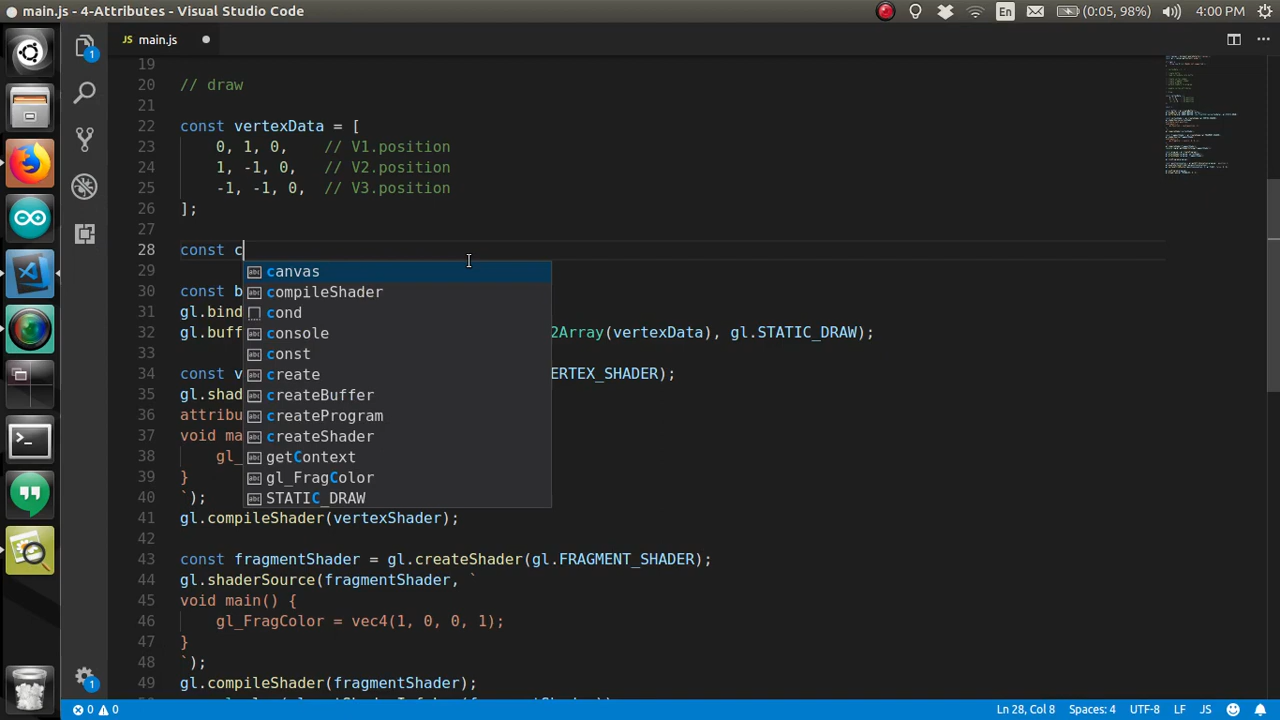 main.js - 4-Attributes - Visual Studio Code
En
(0:05, 98%)
4:00 PM
JS main.js
1
19
20 // draw
21
22 const vertexData = [
23 0, 1, 0, // V1.position
24 1, -1, 0, // V2.position
25 -1, -1, 0, // V3.position
26 ];
27
28 const c
canvas
29
compileShader
30 const b
cond
31 gl.bind
console
32 gl.buff 2Array(vertexData), gl.STATIC_DRAW);
const
33
create
34 const v ERTEX_SHADER);
createBuffer
35 gl.shad
createProgram
36 attribu
createShader
37 void ma
getContext
38 gl_
gl_FragColor
39 }
STATIC_DRAW
40 `);
41 gl.compileShader(vertexShader);
42
43 const fragmentShader = gl.createShader(gl.FRAGMENT_SHADER);
44 gl.shaderSource(fragmentShader, `
45 void main() {
46 gl_FragColor = vec4(1, 0, 0, 1);
47 }
48 `);
49 gl.compileShader(fragmentShader);
1
0 0
Ln 28, Col 8 Spaces: 4 UTF-8 LF JS